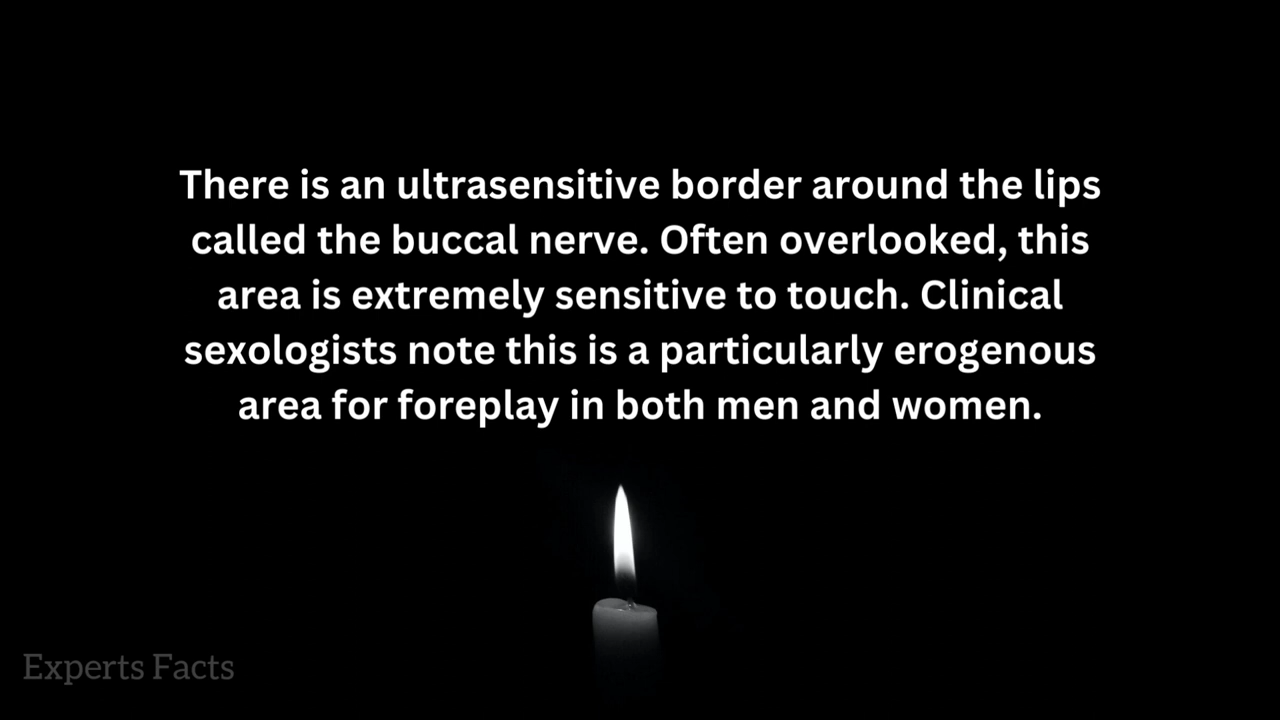 There is an ultrasensitive border around the lips
called the buccal nerve. Often overlooked, this
area is extremely sensitive to touch. Clinical
sexologists note this is a particularly erogenous
area for foreplay in both men and women.
Experts Facts